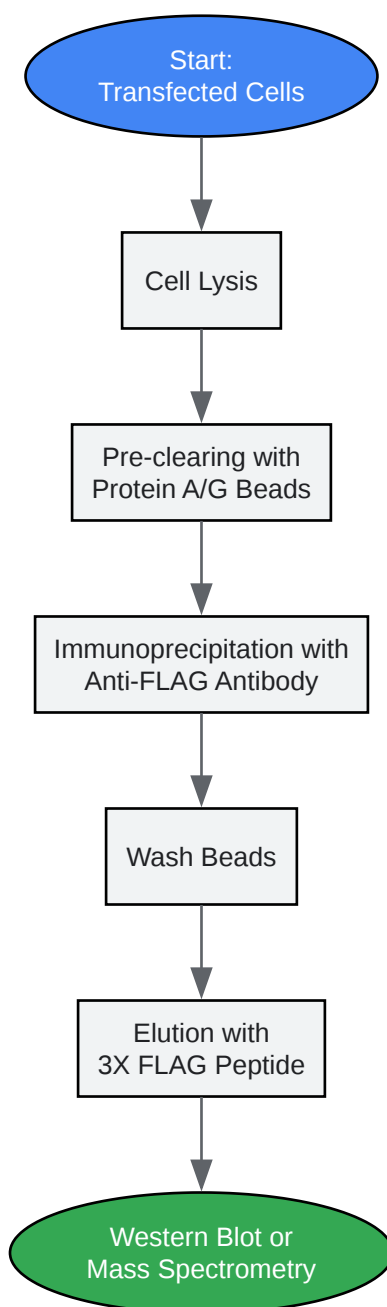 Start:
Transfected Cells
Cell Lysis
Pre-clearing with
Protein A/G Beads
Immunoprecipitation with
Anti-FLAG Antibody
Wash Beads
Elution with
3X FLAG Peptide
Western Blot or
Mass Spectrometry